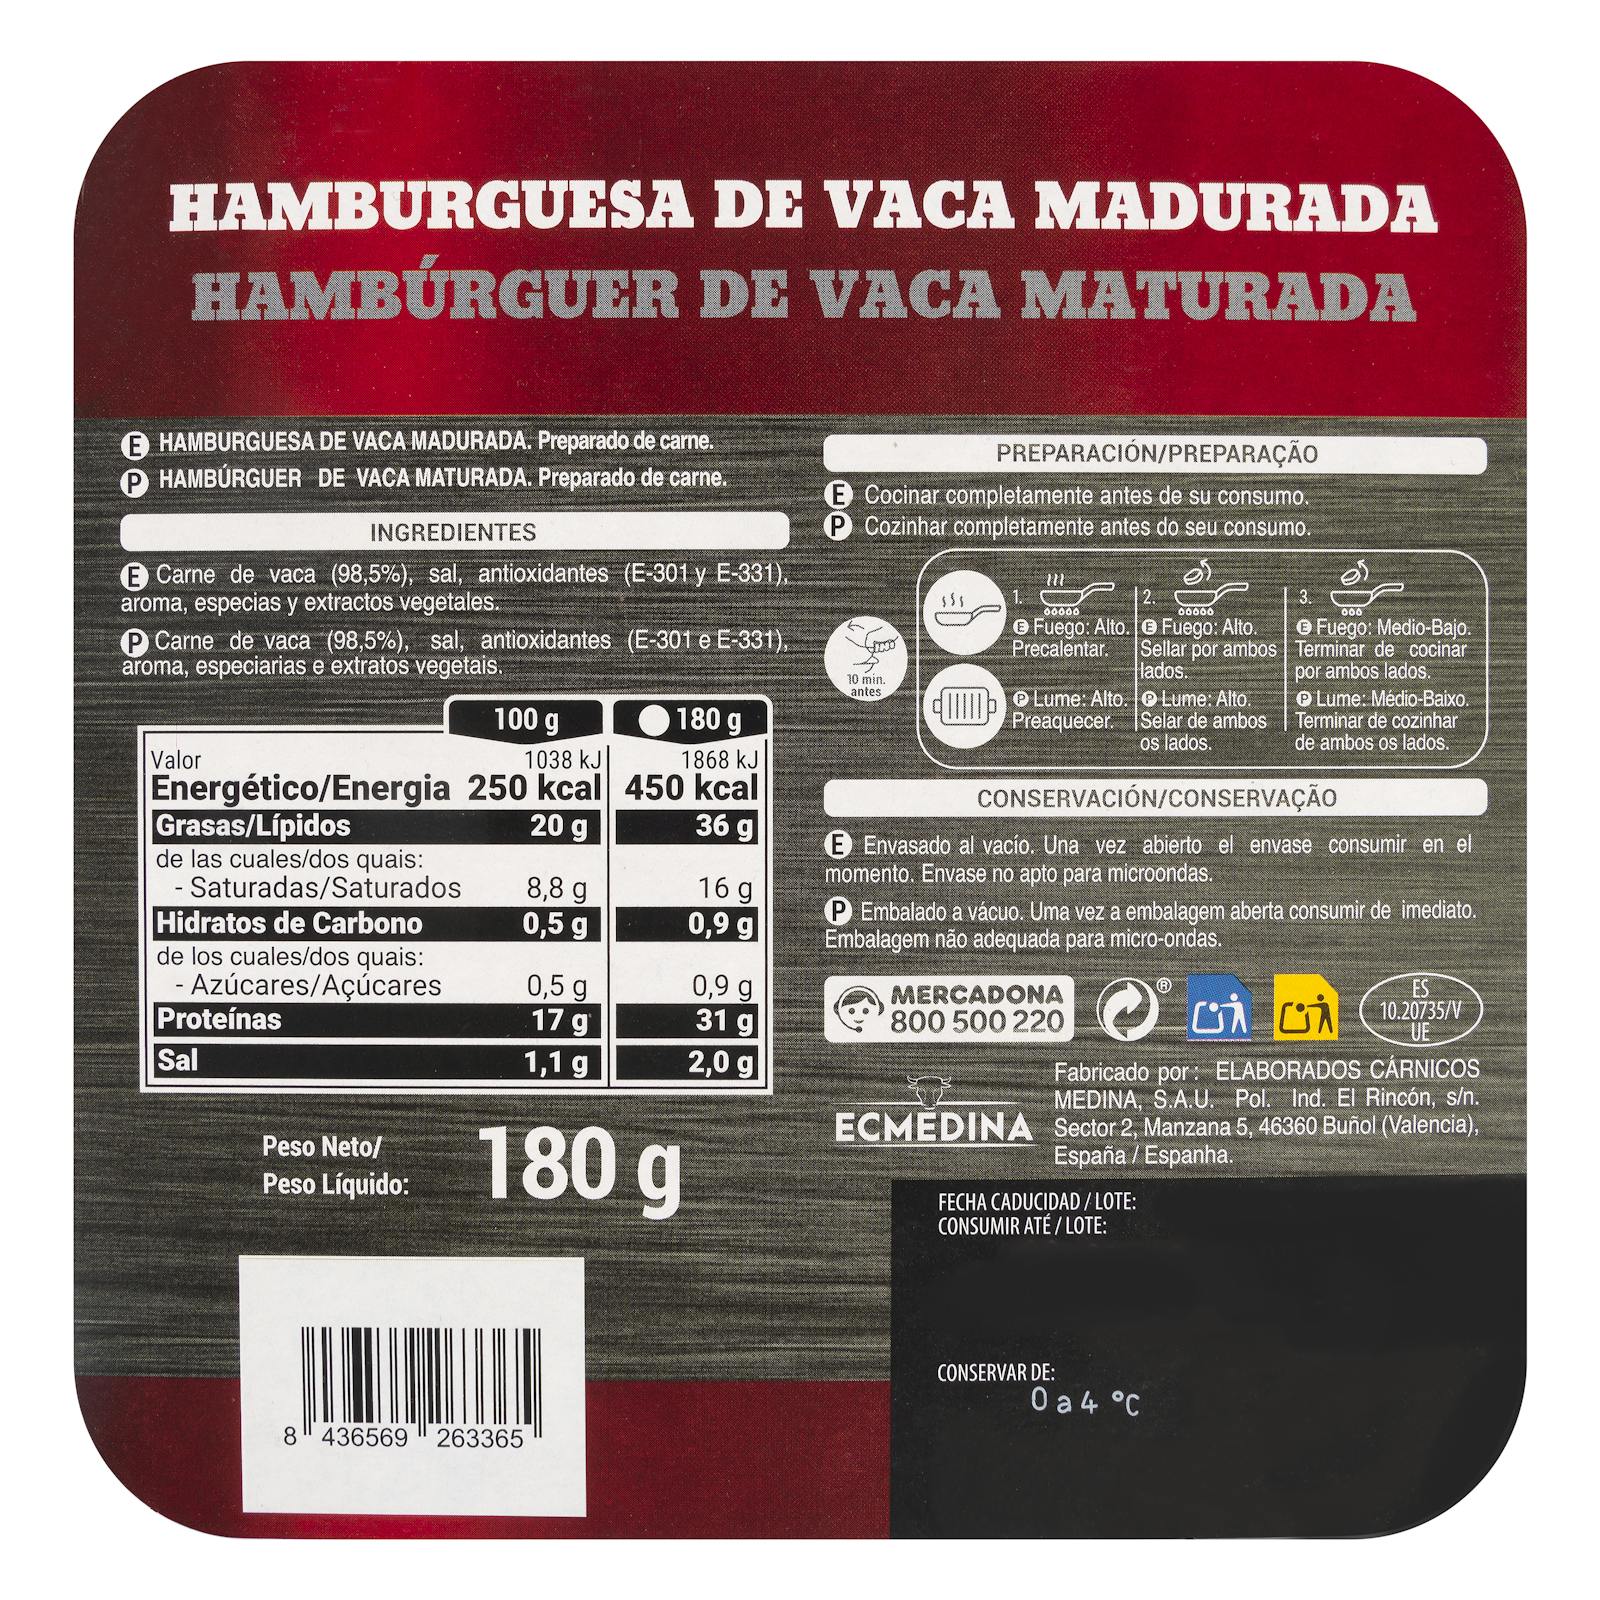 HAMBURGUESA DE VACA MADURADA
HAMBÚRGUER DE VACA MATURADA
E HAMBURGUESA DE VACA MADURADA. Preparado de carne.
P HAMBÚRGUER DE VACA MATURADA. Preparado de carne.
INGREDIENTES
E Carne de vaca (98,5%), sal, antioxidantes (E-301 y E-331),
aroma, especias y extractos vegetales.
P Carne de vaca (98,5%), sal, antioxidantes (E-301 e E-331),
aroma, especiarias e extratos vegetais.
100 g 180 g
Valor 1038 kJ 1868 kJ
Energético/Energia 250 kcal 450 kcal
Grasas/Lípidos 20 g 36 g
de las cuales/dos quais:
- Saturadas/Saturados 8,8 g 16 g
Hidratos de Carbono 0,5 g 0,9 g
de los cuales/dos quais:
- Azúcares/Açúcares 0,5 g 0,9 g
Proteínas 17 g 31 g
Sal 1,1 g 2,0 g
Peso Neto/
Peso Líquido:
180 g
8 436569 263365
PREPARACIÓN/PREPARAÇÃO
E Cocinar completamente antes de su consumo.
P Cozinhar completamente antes do seu consumo.
10 min.
antes
1.
E Fuego: Alto.
Precalentar.
P Lume: Alto.
Preaquecer.
2.
E Fuego: Alto.
Sellar por ambos
lados.
P Lume: Alto.
Selar de ambos
os lados.
3.
E Fuego: Medio-Bajo.
Terminar de cocinar
por ambos lados.
P Lume: Médio-Baixo.
Terminar de cozinhar
de ambos os lados.
CONSERVACIÓN/CONSERVAÇÃO
E Envasado al vacío. Una vez abierto el envase consumir en el
momento. Envase no apto para microondas.
P Embalado a vácuo. Uma vez a embalagem aberta consumir de imediato.
Embalagem não adequada para micro-ondas.
MERCADONA
800 500 220
®
ES
10.20735/V
UE
ECMEDINA
Fabricado por: ELABORADOS CÁRNICOS
MEDINA, S.A.U. Pol. Ind. El Rincón, s/n.
Sector 2, Manzana 5, 46360 Buñol (Valencia),
España / Espanha.
FECHA CADUCIDAD / LOTE:
CONSUMIR ATÉ / LOTE:
CONSERVAR DE:
0 a 4 °C